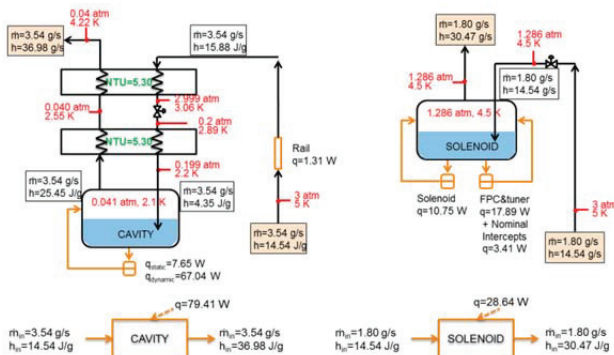 0.04 atm
4.22 K
ṁ=3.54 g/s
h=36.98 g/s
ṁ=3.54 g/s
h=15.88 J/g
NTU=5.30
0.040 atm
2.55 K
2.999 atm
3.06 K
0.2 atm
2.89 K
NTU=5.30
0.199 atm
2.2 K
ṁ=3.54 g/s
h=25.45 J/g
ṁ=3.54 g/s
h=4.35 J/g
0.041 atm, 2.1 K
CAVITY
qstatic=7.65 W
qdynamic=67.04 W
Rail
q=1.31 W
3 atm
5 K
ṁ=3.54 g/s
h=14.54 J/g
ṁ=1.80 g/s
h=30.47 g/s
1.286 atm
4.5 K
1.286 atm
4.5 K
ṁ=1.80 g/s
h=14.54 J/g
1.286 atm, 4.5 K
SOLENOID
Solenoid
q=10.75 W
FPC&tuner
q=17.89 W
+ Nominal
Intercepts
q=3.41 W
3 atm
5 K
ṁ=1.80 g/s
h=14.54 J/g
q=79.41 W
ṁin=3.54 g/s
hin=14.54 J/g
CAVITY
ṁin=3.54 g/s
hin=36.98 J/g
q=28.64 W
ṁin=1.80 g/s
hin=14.54 J/g
SOLENOID
ṁin=1.80 g/s
hin=30.47 J/g